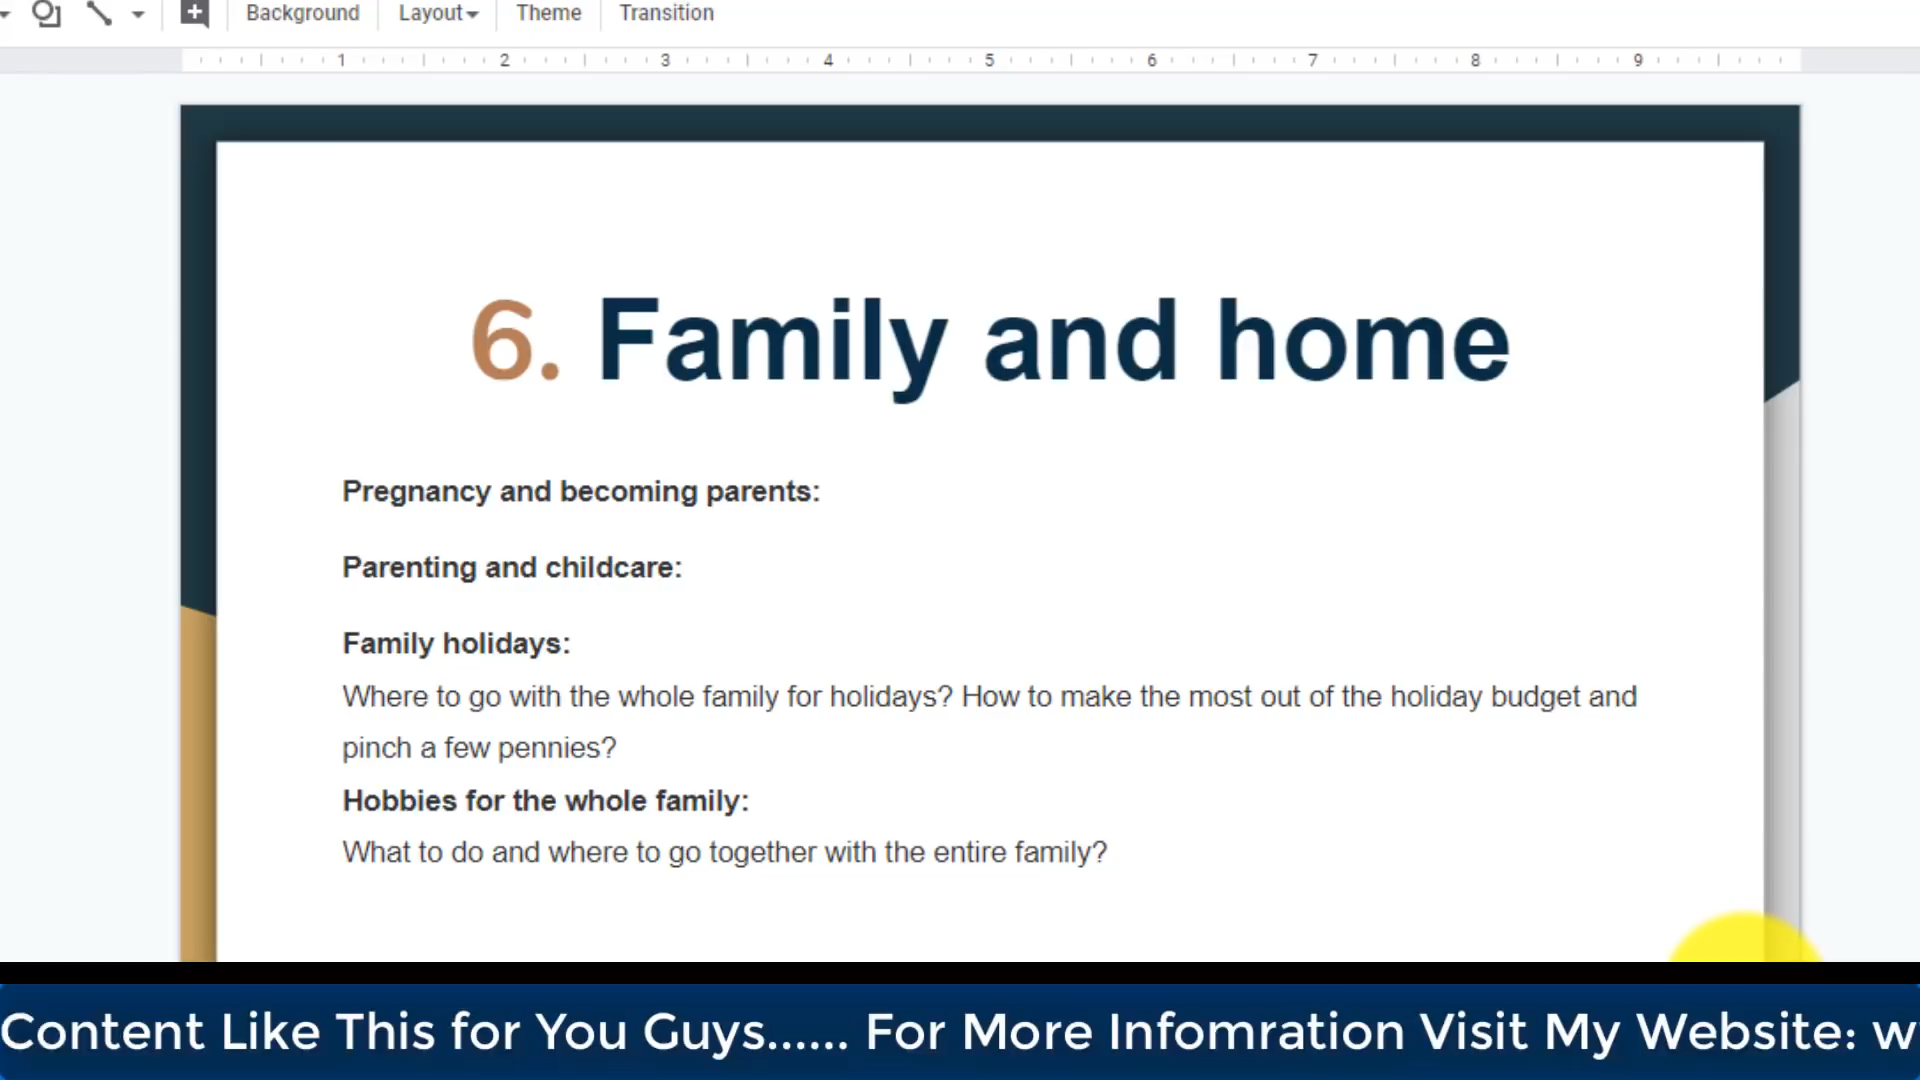 Background Layout Theme Transition
1 2 3 4 5 6 7 8 9
6. Family and home
Pregnancy and becoming parents:
Parenting and childcare:
Family holidays:
Where to go with the whole family for holidays? How to make the most out of the holiday budget and
pinch a few pennies?
Hobbies for the whole family:
What to do and where to go together with the entire family?
Content Like This for You Guys...... For More Infomration Visit My Website: w